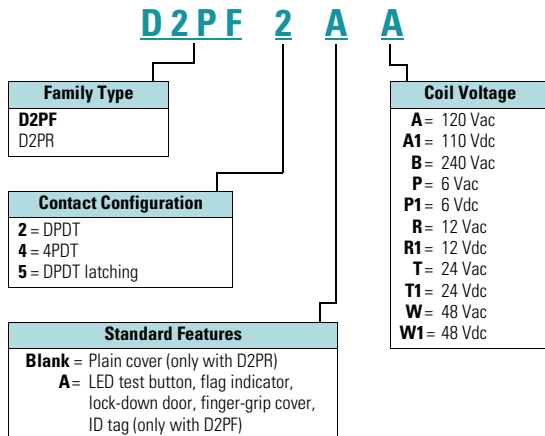 D2PF 2 A A
Family Type
D2PF
D2PR
Contact Configuration
2 = DPDT
4 = 4PDT
5 = DPDT latching
Standard Features
Blank = Plain cover (only with D2PR)
A = LED test button, flag indicator,
lock-down door, finger-grip cover,
ID tag (only with D2PF)
Coil Voltage
A = 120 Vac
A1 = 110 Vdc
B = 240 Vac
P = 6 Vac
P1 = 6 Vdc
R = 12 Vac
R1 = 12 Vdc
T = 24 Vac
T1 = 24 Vdc
W = 48 Vac
W1 = 48 Vdc